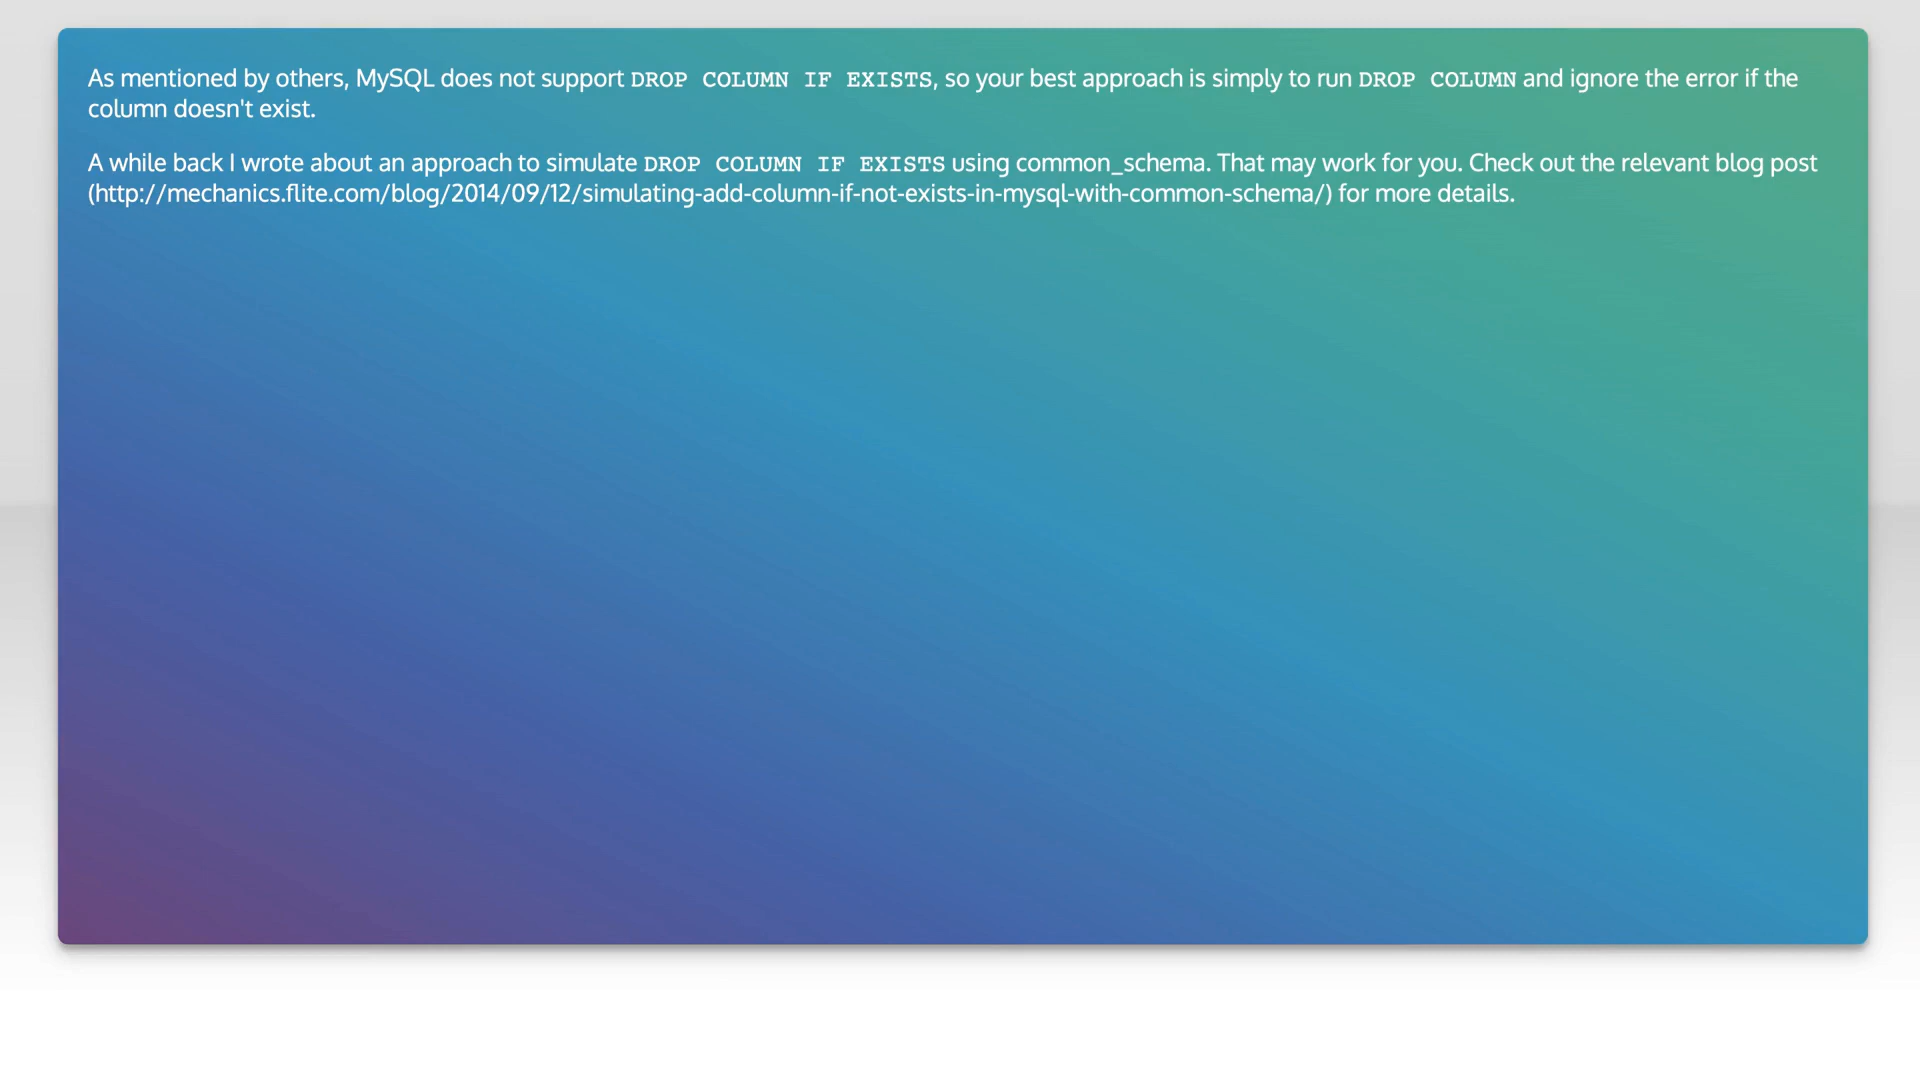 As mentioned by others, MySQL does not support DROP COLUMN IF EXISTS, so your best approach is simply to run DROP COLUMN and ignore the error if the
column doesn't exist.
A while back I wrote about an approach to simulate DROP COLUMN IF EXISTS using common_schema. That may work for you. Check out the relevant blog post
(http://mechanics.flite.com/blog/2014/09/12/simulating-add-column-if-not-exists-in-mysql-with-common-schema/) for more details.